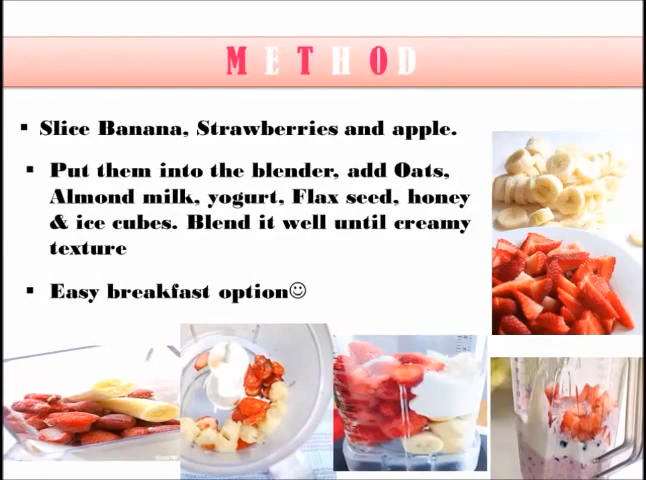 METHOD
▪ Slice Banana, Strawberries and apple.
▪ Put them into the blender, add Oats,
Almond milk, yogurt, Flax seed, honey
& ice cubes. Blend it well until creamy
texture
▪ Easy breakfast option☺